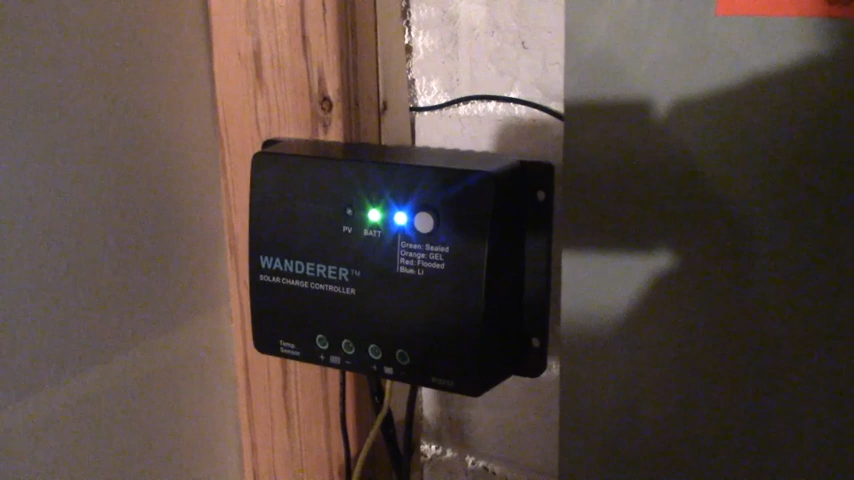 PV BATT
Green: Sealed
Orange: GEL
Red: Flooded
Blue: LI
WANDERER™
SOLAR CHARGE CONTROLLER
Temp
Sensor
+ - +